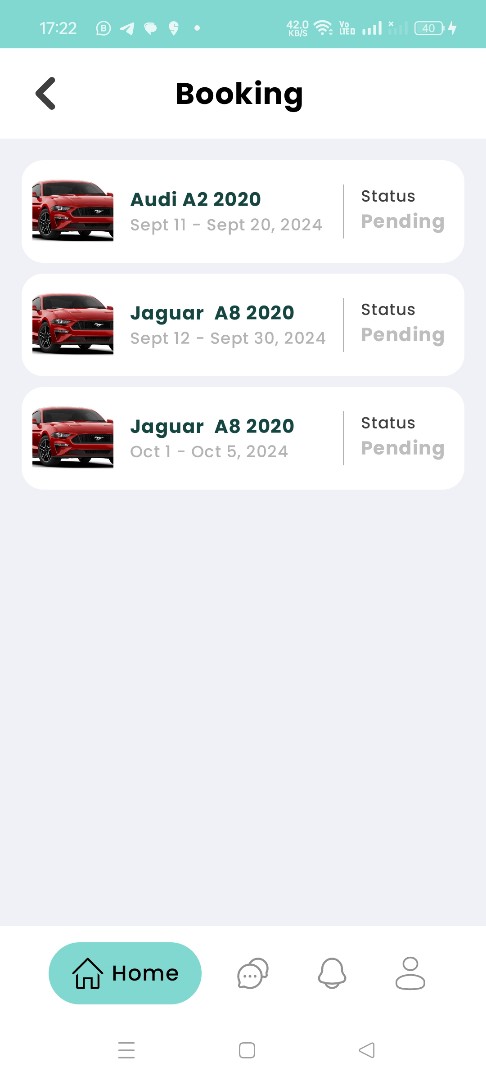 17:22
42.0
KB/S
Vo
LTE
40
Booking
Audi A2 2020
Sept 11 - Sept 20, 2024
Status
Pending
Jaguar  A8 2020
Sept 12 - Sept 30, 2024
Status
Pending
Jaguar  A8 2020
Oct 1 - Oct 5, 2024
Status
Pending
Home